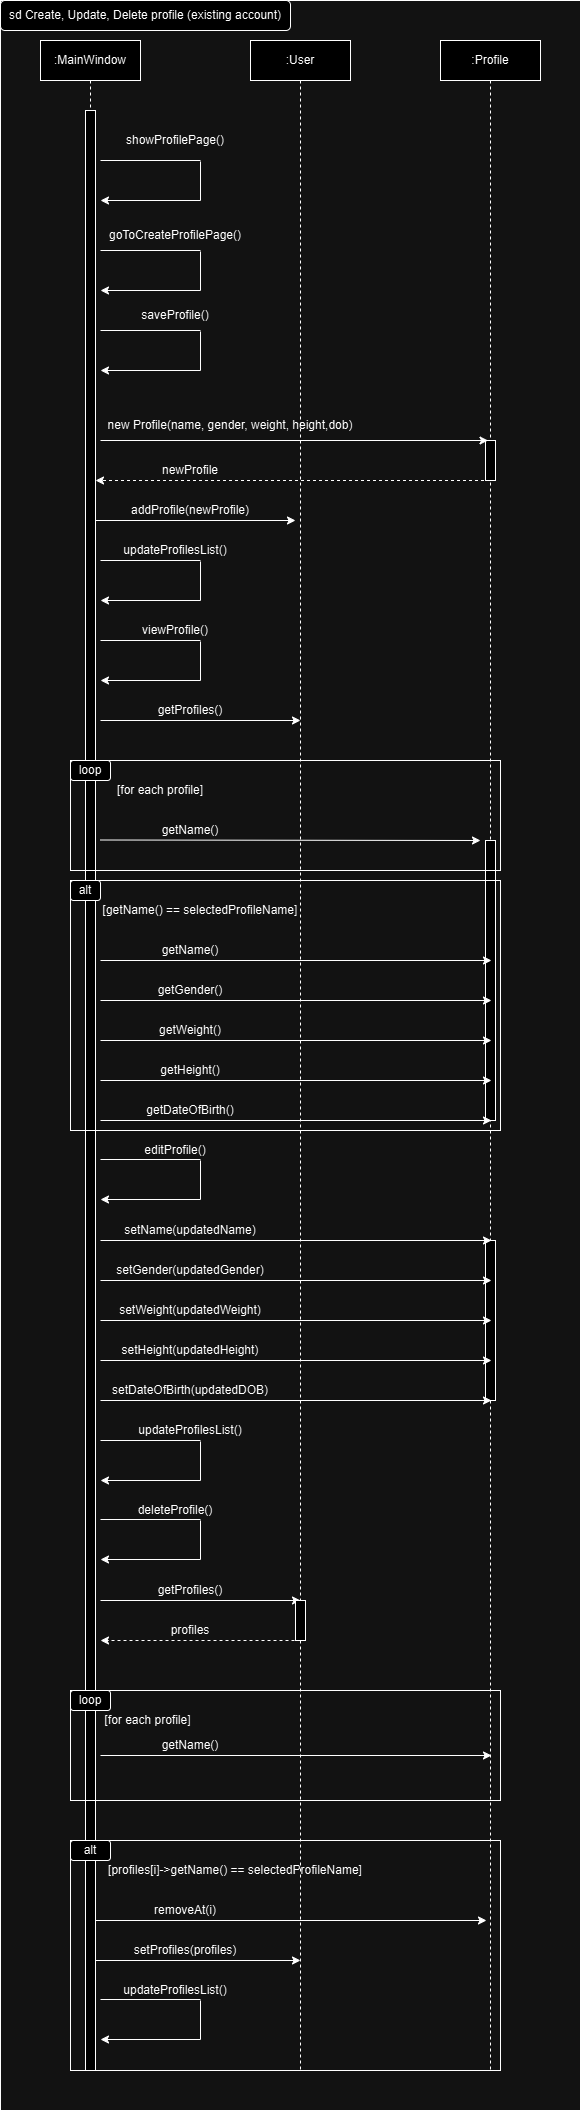 sd Create, Update, Delete profile (existing account)
:MainWindow
:User
:Profile
showProfilePage()
goToCreateProfilePage()
saveProfile()
new Profile(name, gender, weight, height,dob)
newProfile
addProfile(newProfile)
updateProfilesList()
viewProfile()
getProfiles()
loop
[for each profile]
getName()
alt
[getName() == selectedProfileName]
getName()
getGender()
getWeight()
getHeight()
getDateOfBirth()
editProfile()
setName(updatedName)
setGender(updatedGender)
setWeight(updatedWeight)
setHeight(updatedHeight)
setDateOfBirth(updatedDOB)
updateProfilesList()
deleteProfile()
getProfiles()
profiles
loop
[for each profile]
getName()
alt
[profiles[i]->getName() == selectedProfileName]
removeAt(i)
setProfiles(profiles)
updateProfilesList()